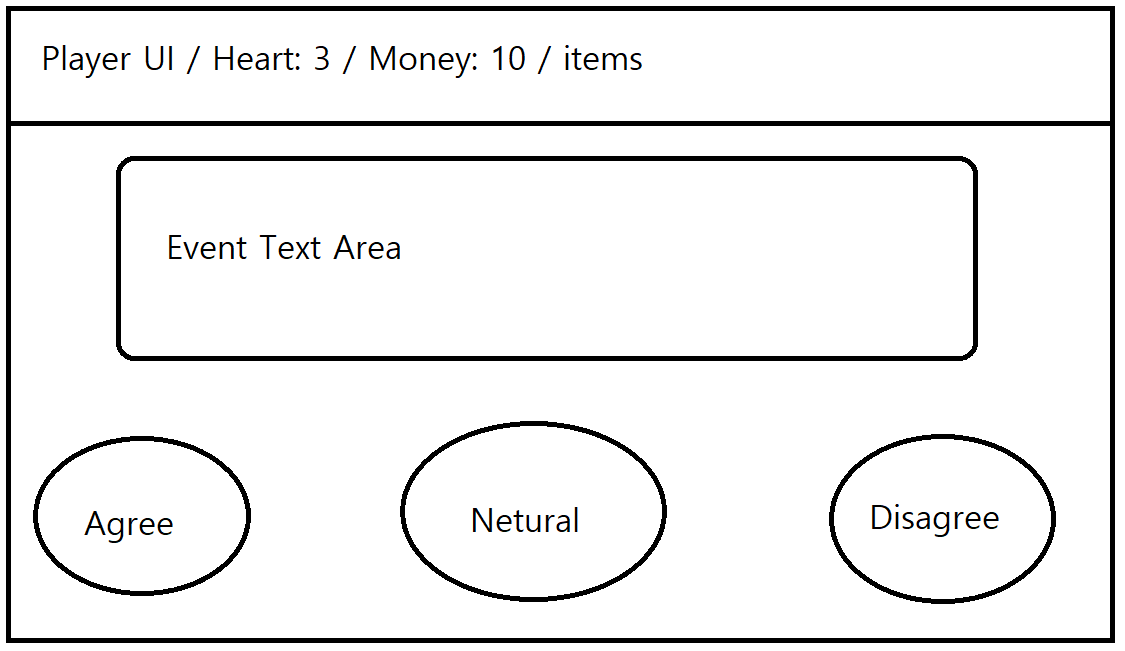 Player UI / Heart: 3 / Money: 10 / items
Event Text Area
Agree
Netural
Disagree